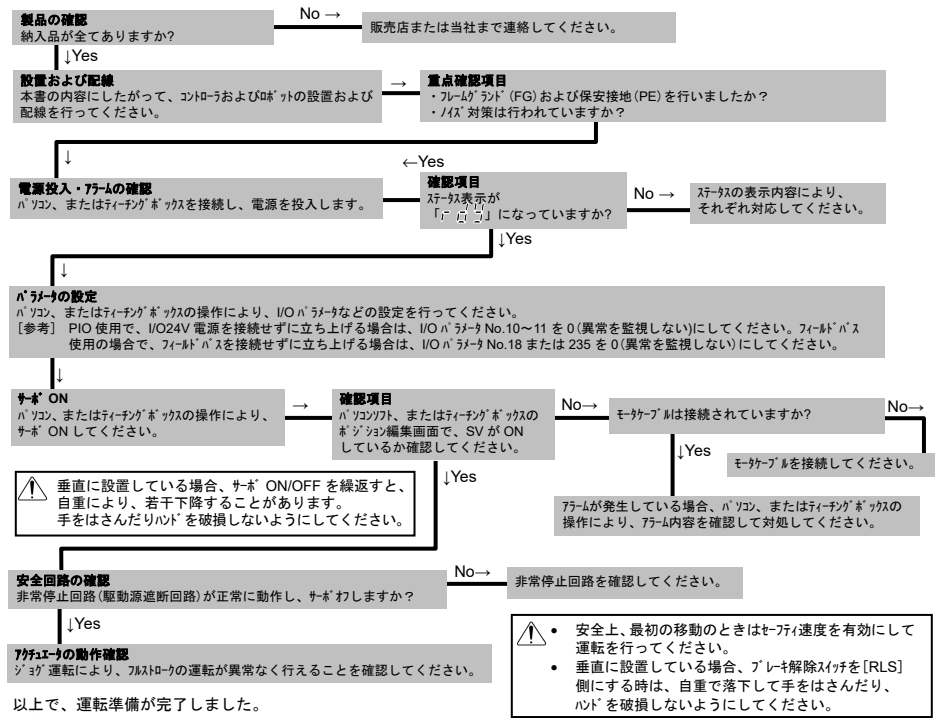 製品の確認
納入品が全てありますか?
No →
販売店または当社まで連絡してください。
↓Yes
設置および配線
本書の内容にしたがって、ｺﾝﾄﾛｰﾗおよびﾛﾎﾞｯﾄの設置および
配線を行ってください。
→
重点確認項目
・ﾌﾚｰﾑｸﾞﾗﾝﾄﾞ(FG)および保安接地(PE)を行いましたか？
・ﾉｲｽﾞ対策は行われていますか？
↓
←Yes
電源投入・ｱﾗｰﾑの確認
ﾊﾟｿｺﾝ、またはﾃｨｰﾁﾝｸﾞﾎﾞｯｸｽを接続し、電源を投入します。
確認項目
ｽﾃｰﾀｽ表示が
「rdy」になっていますか?
No →
ｽﾃｰﾀｽの表示内容により、
それぞれ対応してください。
↓Yes
↓
ﾊﾟﾗﾒｰﾀの設定
ﾊﾟｿｺﾝ、またはﾃｨｰﾁﾝｸﾞﾎﾞｯｸｽの操作により、I/O ﾊﾟﾗﾒｰﾀなどの設定を行ってください。
[参考] PIO 使用で、I/O24V 電源を接続せずに立ち上げる場合は、I/O ﾊﾟﾗﾒｰﾀ No.10～11 を 0(異常を監視しない)にしてください。ﾌｨｰﾙﾄﾞﾊﾞｽ
使用の場合で、ﾌｨｰﾙﾄﾞﾊﾞｽを接続せずに立ち上げる場合は、I/O ﾊﾟﾗﾒｰﾀ No.18 または 235 を 0(異常を監視しない)にしてください。
↓
ｻｰﾎﾞ ON
ﾊﾟｿｺﾝ、またはﾃｨｰﾁﾝｸﾞﾎﾞｯｸｽの操作により、
ｻｰﾎﾞ ON してください。
→
確認項目
ﾊﾟｿｺﾝｿﾌﾄ、またはﾃｨｰﾁﾝｸﾞﾎﾞｯｸｽの
ﾎﾟｼﾞｼｮﾝ編集画面で、SV が ON
しているか確認してください。
No→
ﾓｰﾀｹｰﾌﾞﾙは接続されていますか?
No→
ﾓｰﾀｹｰﾌﾞﾙを接続してください。
↓Yes
↓Yes
ｱﾗｰﾑが発生している場合、ﾊﾟｿｺﾝ、またはﾃｨｰﾁﾝｸﾞﾎﾞｯｸｽの
操作により、ｱﾗｰﾑ内容を確認して対処してください。
垂直に設置している場合、ｻｰﾎﾞ ON/OFF を繰返すと、
自重により、若干下降することがあります。
手をはさんだりﾊﾝﾄﾞを破損しないようにしてください。
安全回路の確認
非常停止回路(駆動源遮断回路)が正常に動作し、ｻｰﾎﾞｵﾌしますか？
No→
非常停止回路を確認してください。
↓Yes
ｱｸﾁｭｴｰﾀの動作確認
ｼﾞｮｸﾞ運転により、ﾌﾙｽﾄﾛｰｸの運転が異常なく行えることを確認してください。
• 安全上、最初の移動のときはｾｰﾌﾃｨ速度を有効にして
運転を行ってください。
• 垂直に設置している場合、ﾌﾞﾚｰｷ解除ｽｲｯﾁを[RLS]
側にする時は、自重で落下して手をはさんだり、
ﾊﾝﾄﾞを破損しないようにしてください。
以上で、運転準備が完了しました。